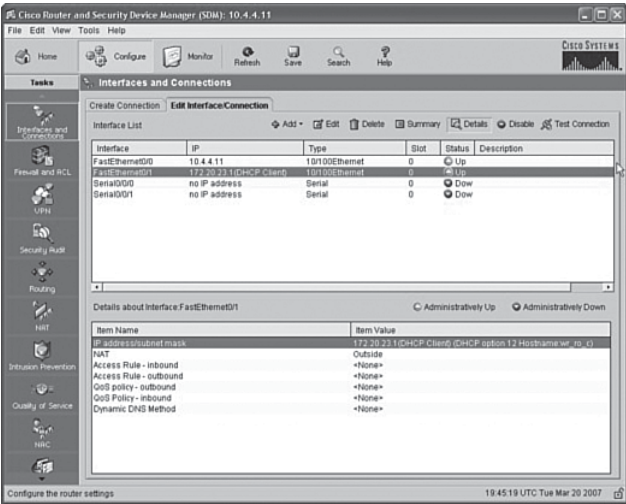 Cisco Router and Security Device Manager (SDM): 10.4.4.11
File Edit View Tools Help
Home Configure Monitor Refresh Save Search Help
CISCO SYSTEMS
Tasks
Interfaces and Connections
Create Connection Edit Interface/Connection
Interface List Add Edit Delete Summary Details Disable Test Connection
Interface IP Type Slot Status Description
FastEthernet0/0 10.4.4.11 10/100Ethernet 0 Up
FastEthernet0/1 172.20.23.1(DHCP Client) 10/100Ethernet 0 Up
Serial0/0/0 no IP address Serial 0 Dow
Serial0/0/1 no IP address Serial 0 Dow
Details about Interface:FastEthernet0/1 Administratively Up Administratively Down
Item Name Item Value
IP address/subnet mask 172.20.23.1(DHCP Client) (DHCP option 12 Hostname:wr_ro_c)
NAT Outside
Access Rule - inbound <None>
Access Rule - outbound <None>
QoS policy - outbound <None>
QoS Policy - inbound <None>
Dynamic DNS Method <None>
Interfaces and Connections
Firewall and ACL
VPN
Security Audit
Routing
NAT
Intrusion Prevention
Quality of Service
NAC
Configure the router settings 19:45:19 UTC Tue Mar 20 2007